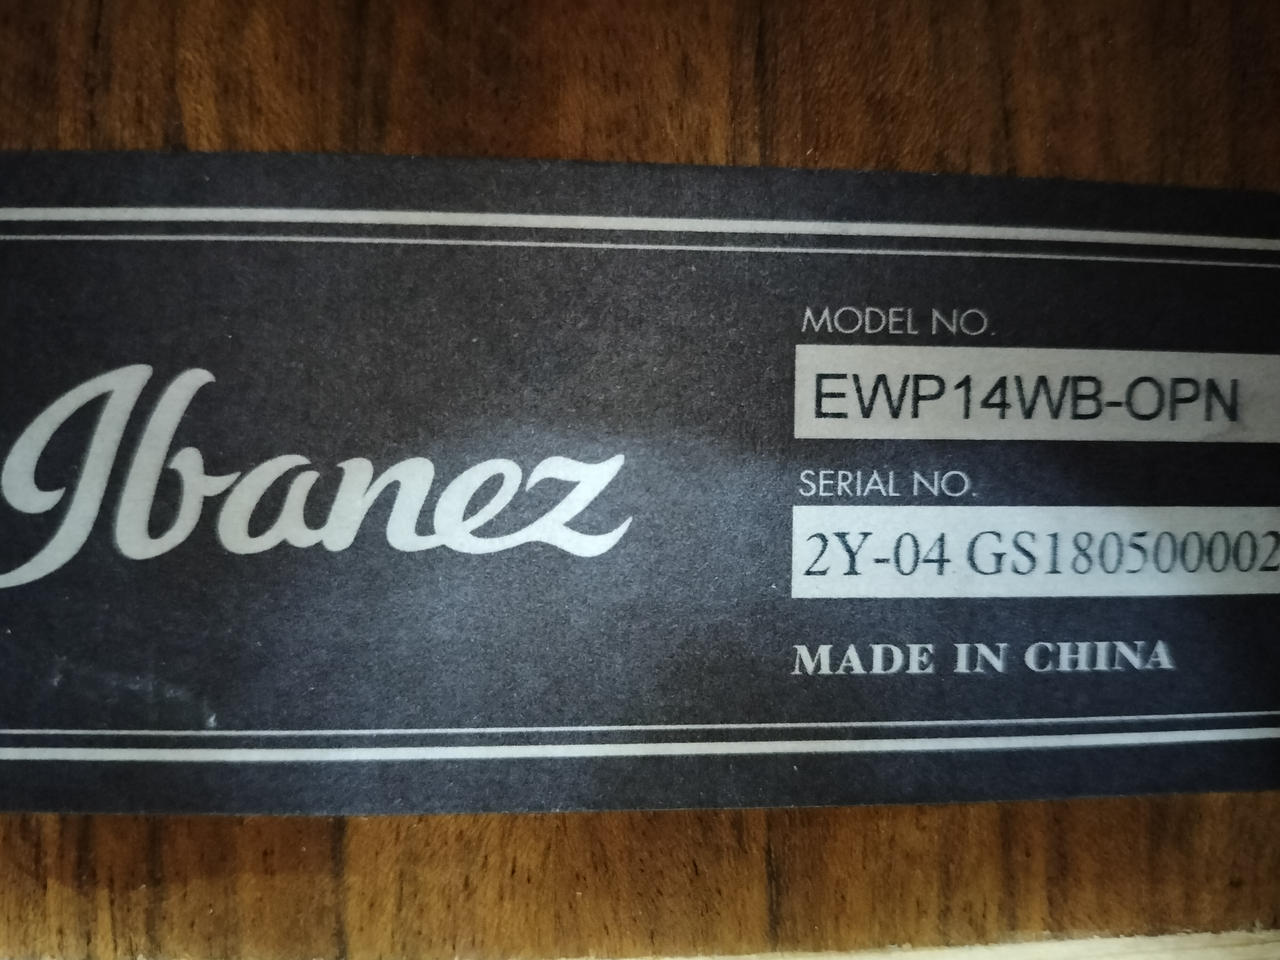 Ibanez
MODEL NO.
EWP14WB-OPN
SERIAL NO.
2Y-04 GS180500002
MADE IN CHINA